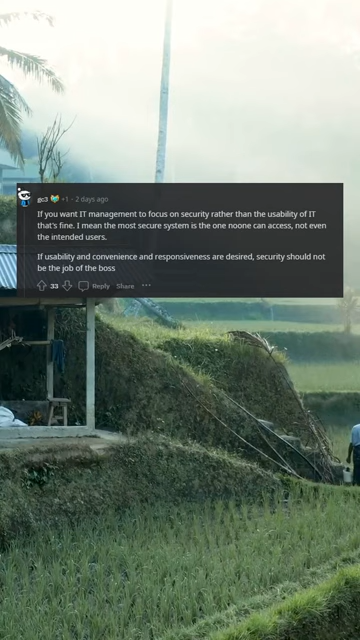 gc3 +1 · 2 days ago
If you want IT management to focus on security rather than the usability of IT
that's fine. I mean the most secure system is the one noone can access, not even
the intended users.
If usability and convenience and responsiveness are desired, security should not
be the job of the boss
33 Reply Share ···